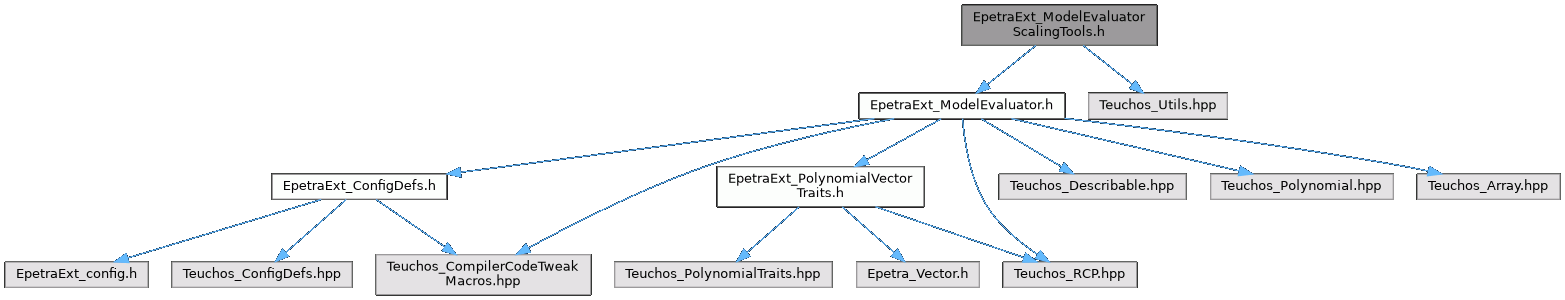 EpetraExt_ModelEvaluator
ScalingTools.h
EpetraExt_ModelEvaluator.h
Teuchos_Utils.hpp
EpetraExt_ConfigDefs.h
EpetraExt_PolynomialVector
Traits.h
Teuchos_Describable.hpp
Teuchos_Polynomial.hpp
Teuchos_Array.hpp
EpetraExt_config.h
Teuchos_ConfigDefs.hpp
Teuchos_CompilerCodeTweak
Macros.hpp
Teuchos_PolynomialTraits.hpp
Epetra_Vector.h
Teuchos_RCP.hpp